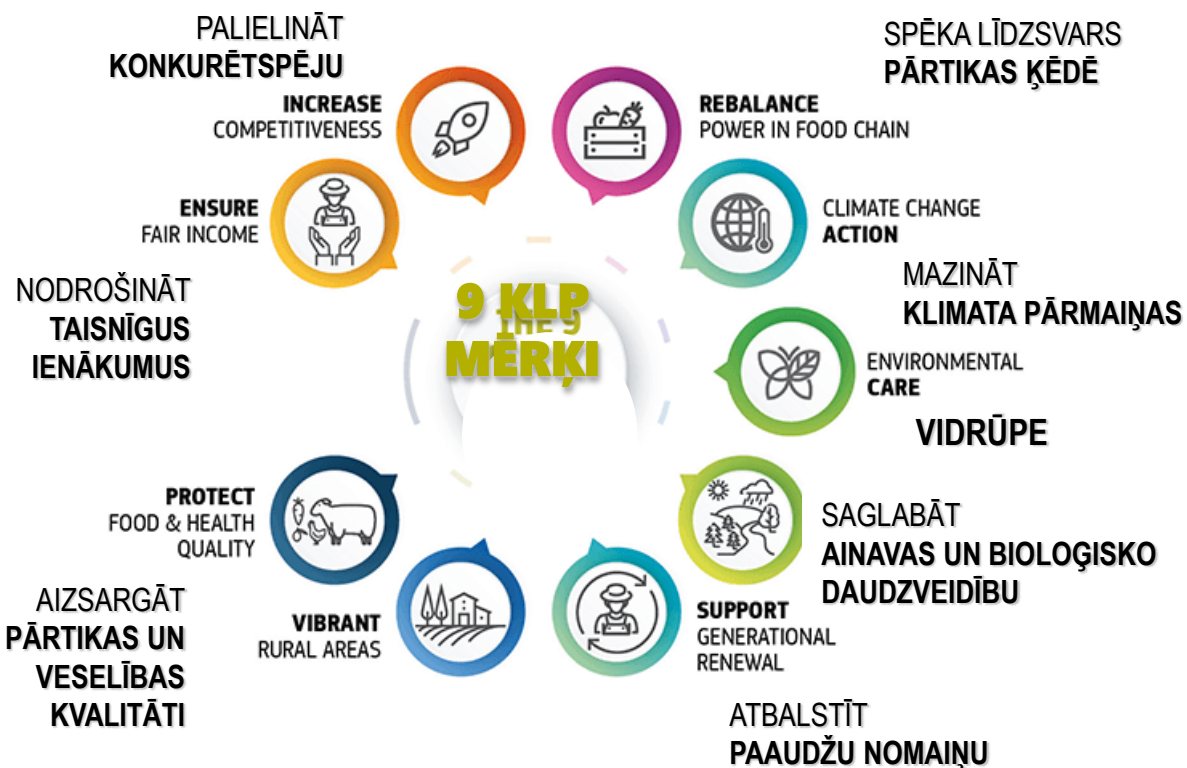 PALIELINĀT
KONKURĒTSPĒJU
INCREASE
COMPETITIVENESS
SPĒKA LĪDZSVARS
PĀRTIKAS ĶĒDĒ
REBALANCE
POWER IN FOOD CHAIN
ENSURE
FAIR INCOME
NODROŠINĀT
TAISNĪGUS
IENĀKUMUS
CLIMATE CHANGE
ACTION
MAZINĀT
KLIMATA PĀRMAIŅAS
9 KLP
THE 9
MĒRĶI
ENVIRONMENTAL
CARE
VIDRŪPE
PROTECT
FOOD & HEALTH
QUALITY
AIZSARGĀT
PĀRTIKAS UN
VESELĪBAS
KVALITĀTI
SAGLABĀT
AINAVAS UN BIOLOĢISKO
DAUDZVEIDĪBU
VIBRANT
RURAL AREAS
SUPPORT
GENERATIONAL
RENEWAL
ATBALSTĪT
PAAUDŽU NOMAIŅU